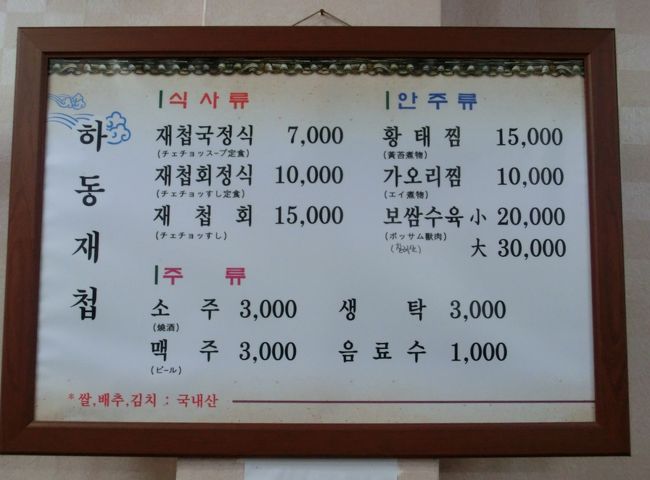 하동재첩
식사류
재첩국정식 7,000
(チェチョッスープ定食)
재첩회정식 10,000
(チェチョッすし定食)
재첩회 15,000
(チェチョッすし)
안주류
황태찜 15,000
(黃苔煮物)
가오리찜 10,000
(エイ煮物)
보쌈수육 小 20,000
(ボッサム獸肉) 大 30,000
주류
소주 3,000 생탁 3,000
(燒酒)
맥주 3,000 음료수 1,000
(ビール)
*쌀,배추,김치 : 국내산